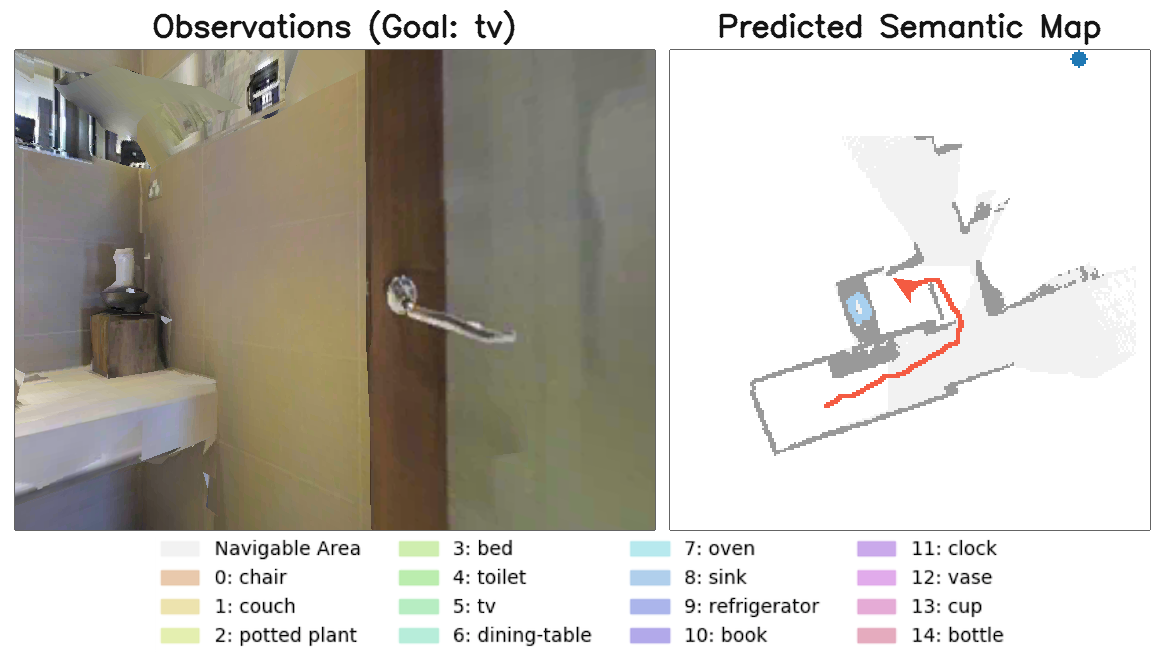 Observations (Goal: tv)
Predicted Semantic Map
Navigable Area
0: chair
1: couch
2: potted plant
3: bed
4: toilet
5: tv
6: dining-table
7: oven
8: sink
9: refrigerator
10: book
11: clock
12: vase
13: cup
14: bottle